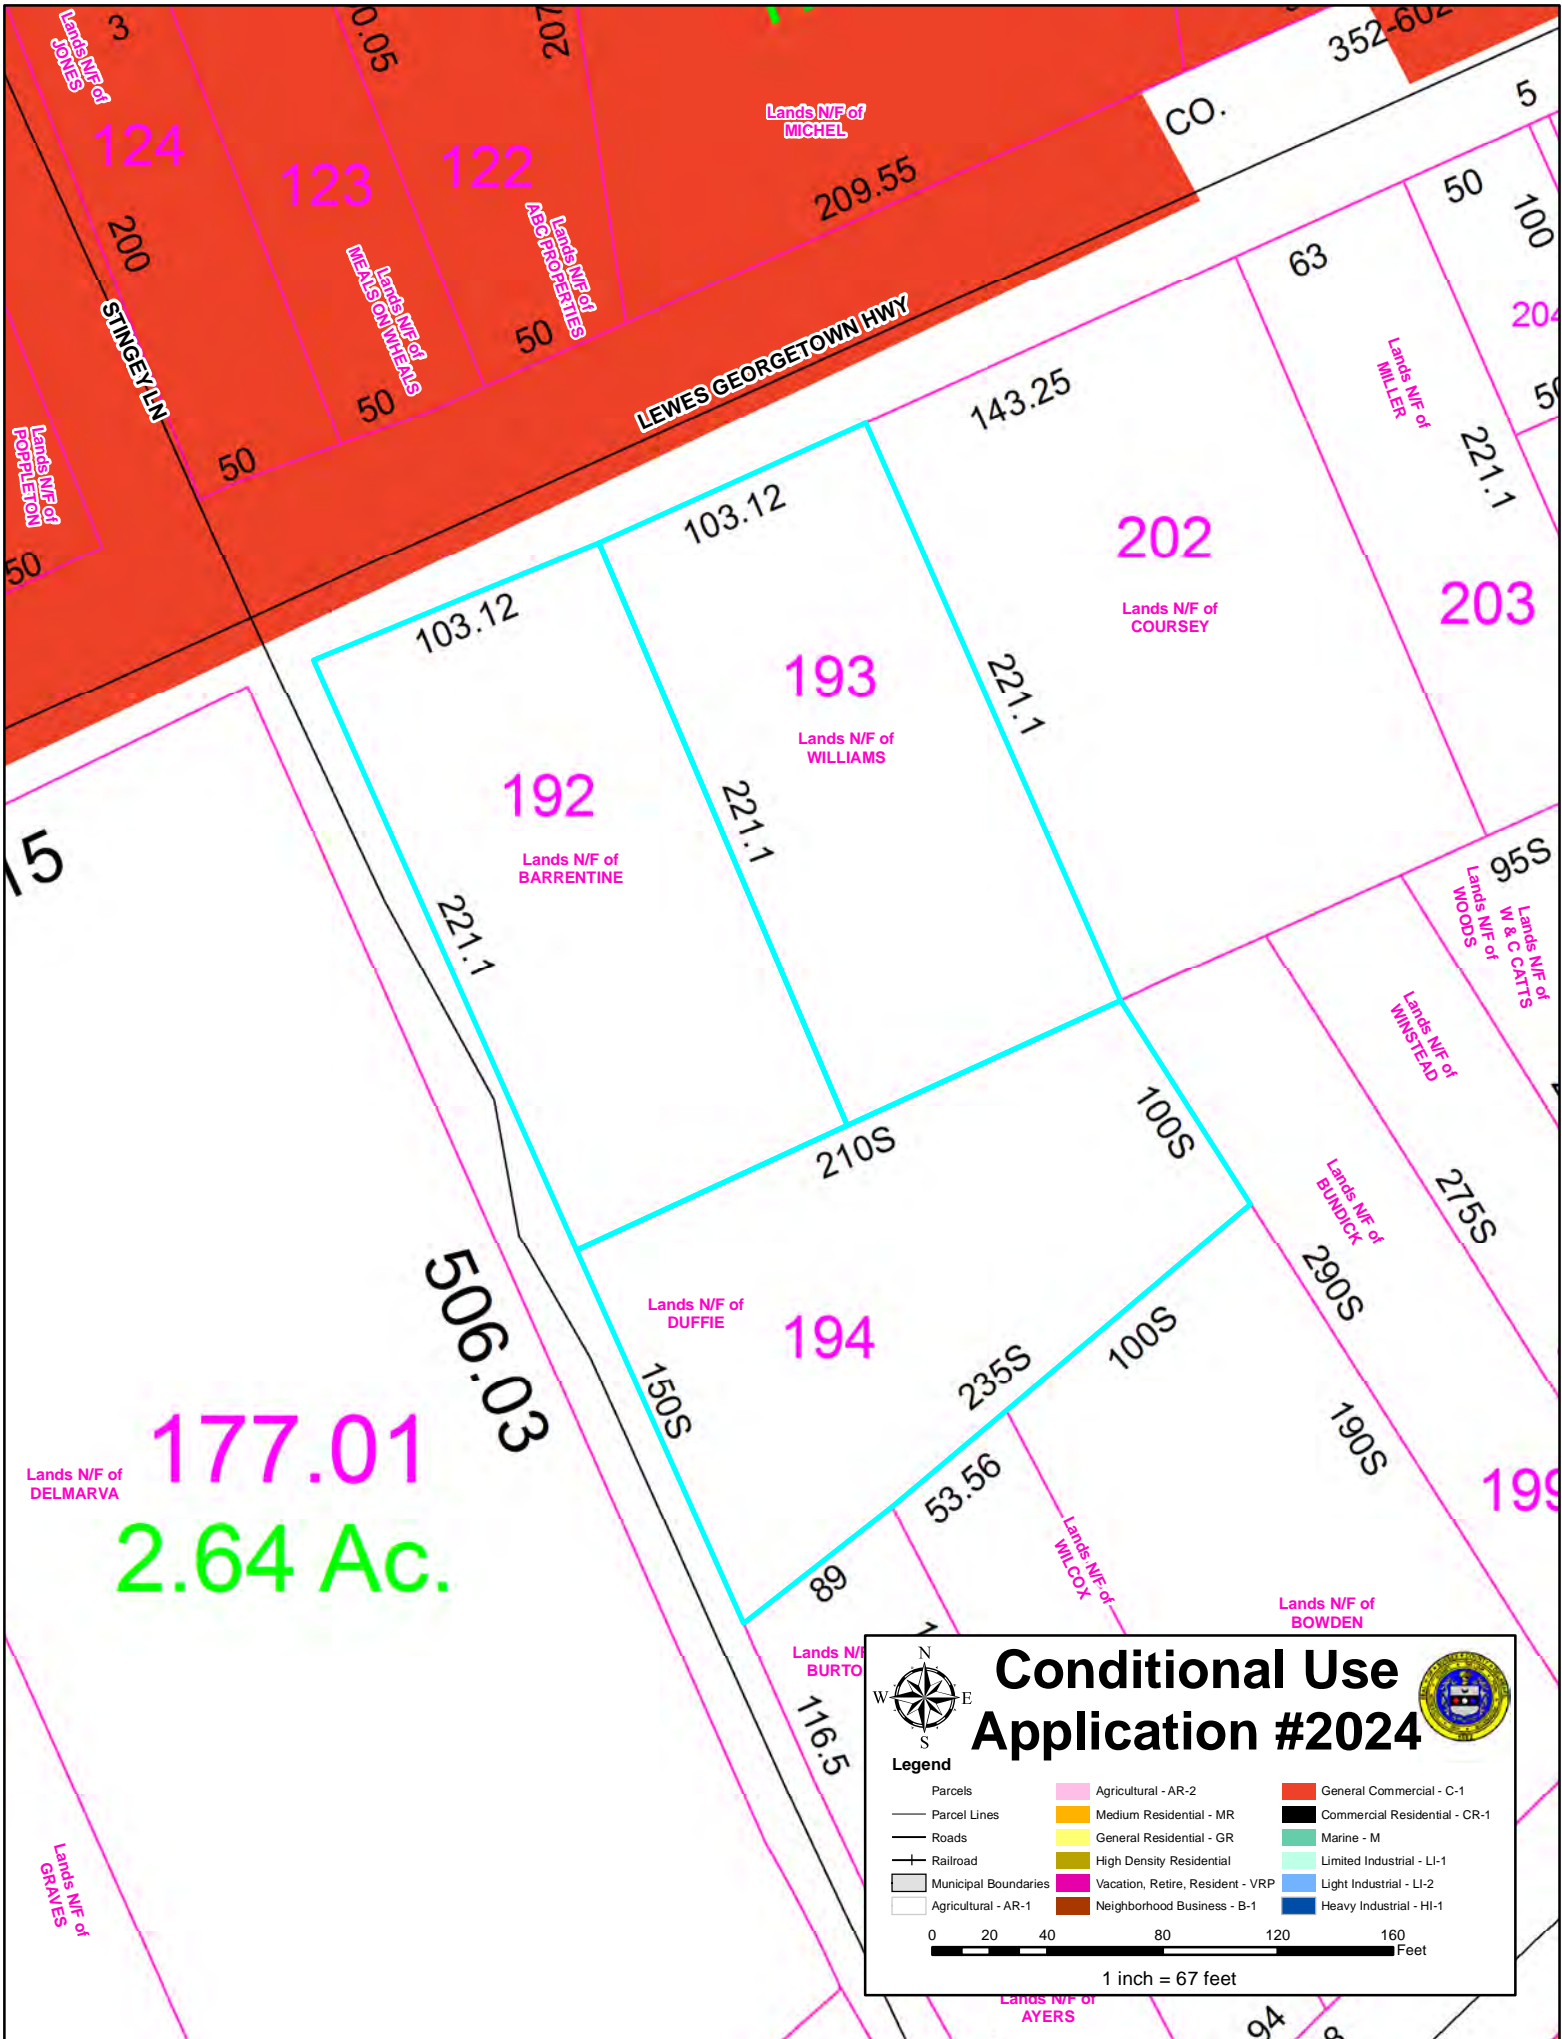 3
0.05
207
Lands N/F of
JONES
124
123
122
Lands N/F of
MICHEL
CO.
352-602
5
209.55
200
STINGEY LN
Lands N/F of
MEALS ON WHEALS
Lands N/F of
ABC PROPERTIES
50
50
50
50
Lands N/F of
POPPLETON
LEWES GEORGETOWN HWY
63
50
100
204
50
143.25
Lands N/F of
MILLER
221.1
103.12
103.12
202
Lands N/F of
COURSEY
203
193
Lands N/F of
WILLIAMS
221.1
192
Lands N/F of
BARRENTINE
221.1
221.1
15
95S
Lands N/F of
WOODS
Lands N/F of
W & C CATTS
Lands N/F of
WINSTEAD
100S
210S
Lands N/F of
BUNDICK
275S
290S
506.03
Lands N/F of
DUFFIE
194
150S
235S
100S
190S
177.01
Lands N/F of
DELMARVA
2.64 Ac.
199
53.56
89
Lands N/F of
WILCOX
Lands N/F of
BOWDEN
1
Lands N/F
BURTO
116.5
Lands N/F of
GRAVES
N
W E
S
Conditional Use
Application #2024
Legend
Parcels
Parcel Lines
Roads
Railroad
Municipal Boundaries
Agricultural - AR-1
Agricultural - AR-2
Medium Residential - MR
General Residential - GR
High Density Residential
Vacation, Retire, Resident - VRP
Neighborhood Business - B-1
General Commercial - C-1
Commercial Residential - CR-1
Marine - M
Limited Industrial - LI-1
Light Industrial - LI-2
Heavy Industrial - HI-1
0 20 40 80 120 160
Feet
1 inch = 67 feet
Lands N/F of
AYERS
94
8